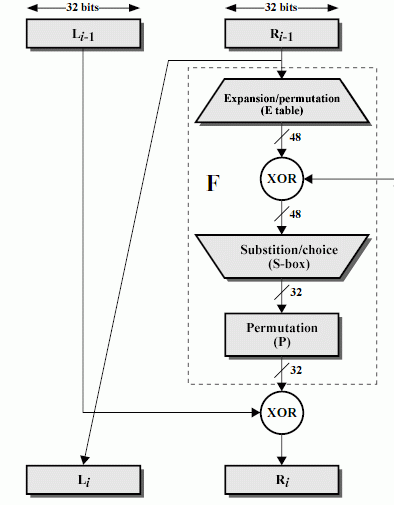 32 bits
32 bits
Li-1
Ri-1
Expansion/permutation
(E table)
48
F
XOR
48
Substition/choice
(S-box)
32
Permutation
(P)
32
XOR
Li
Ri